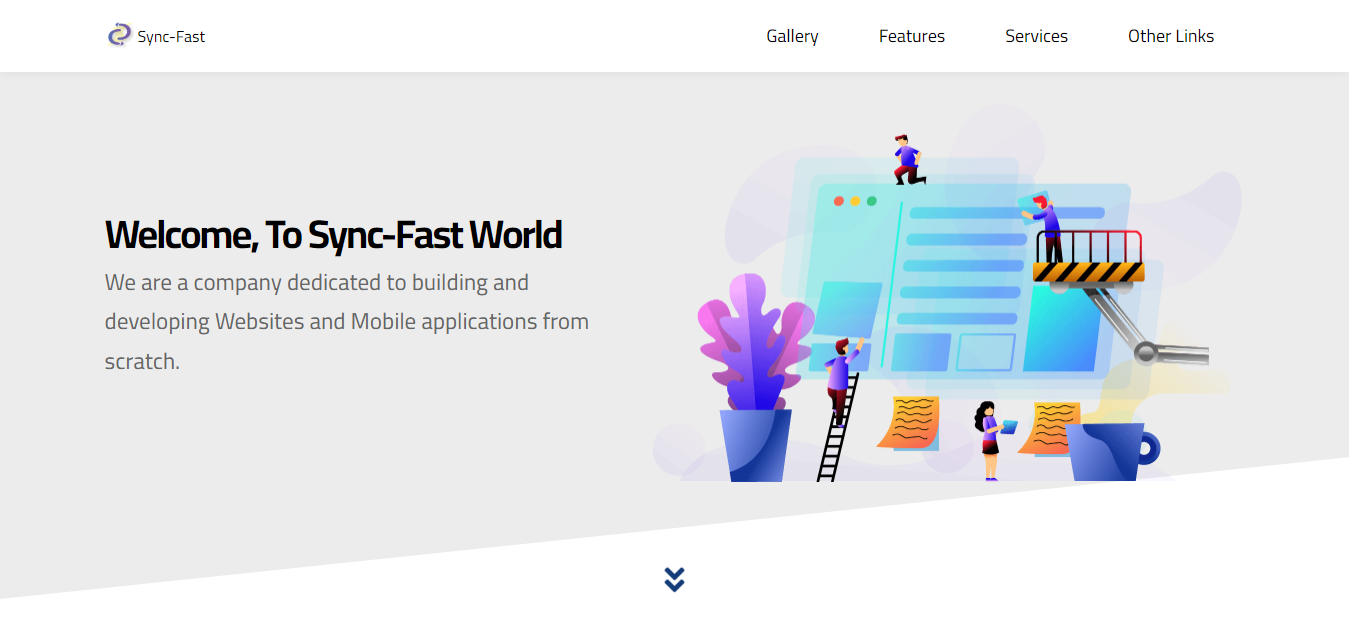 Sync-Fast
Gallery
Features
Services
Other Links
Welcome, To Sync-Fast World
We are a company dedicated to building and
developing Websites and Mobile applications from
scratch.